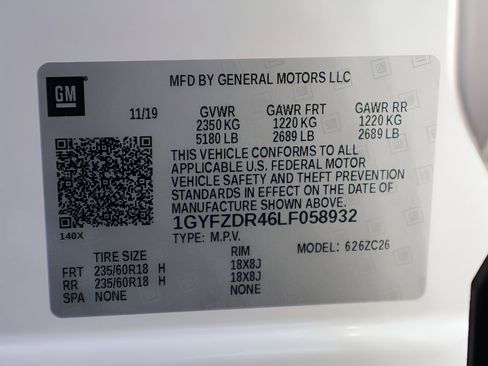 GM
MFD BY GENERAL MOTORS LLC
11/19 GVWR GAWR FRT GAWR RR
2350 KG 1220 KG 1220 KG
5180 LB 2689 LB 2689 LB
THIS VEHICLE CONFORMS TO ALL
APPLICABLE U.S. FEDERAL MOTOR
VEHICLE SAFETY AND THEFT PREVENTION
STANDARDS IN EFFECT ON THE DATE OF
MANUFACTURE SHOWN ABOVE.
1GYFZDR46LF058932
140X
TYPE: M.P.V. MODEL: 626ZC26
TIRE SIZE RIM
FRT 235/60R18 H 18X8J
RR 235/60R18 H 18X8J
SPA NONE NONE